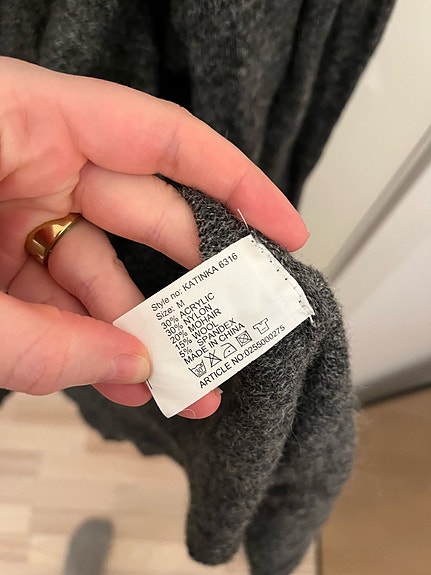 Style no: KATINKA 6316
Size: M
30% ACRYLIC
30% NYLON
20% MOHAIR
15% WOOL
5% SPANDEX
MADE IN CHINA
ARTICLE NO:0255000275